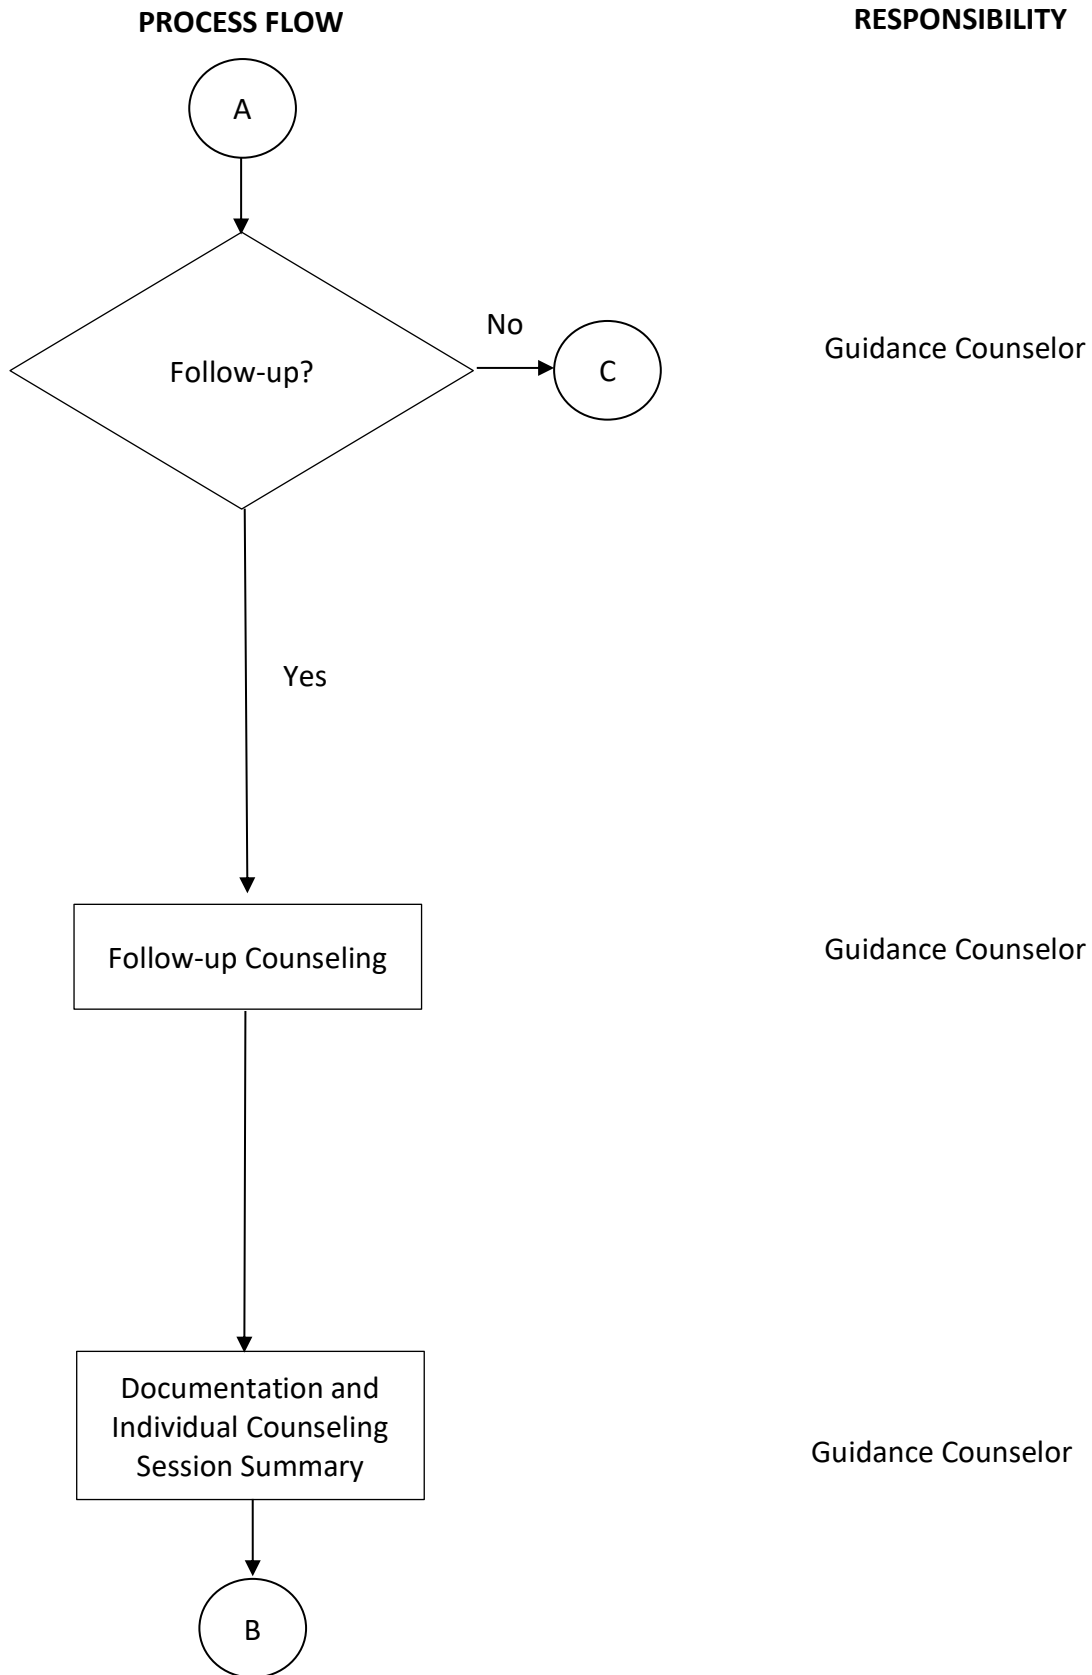 PROCESS FLOW
RESPONSIBILITY
A
No
Follow-up?
C
Guidance Counselor
Yes
Follow-up Counseling
Guidance Counselor
Documentation and
Individual Counseling
Session Summary
Guidance Counselor
B